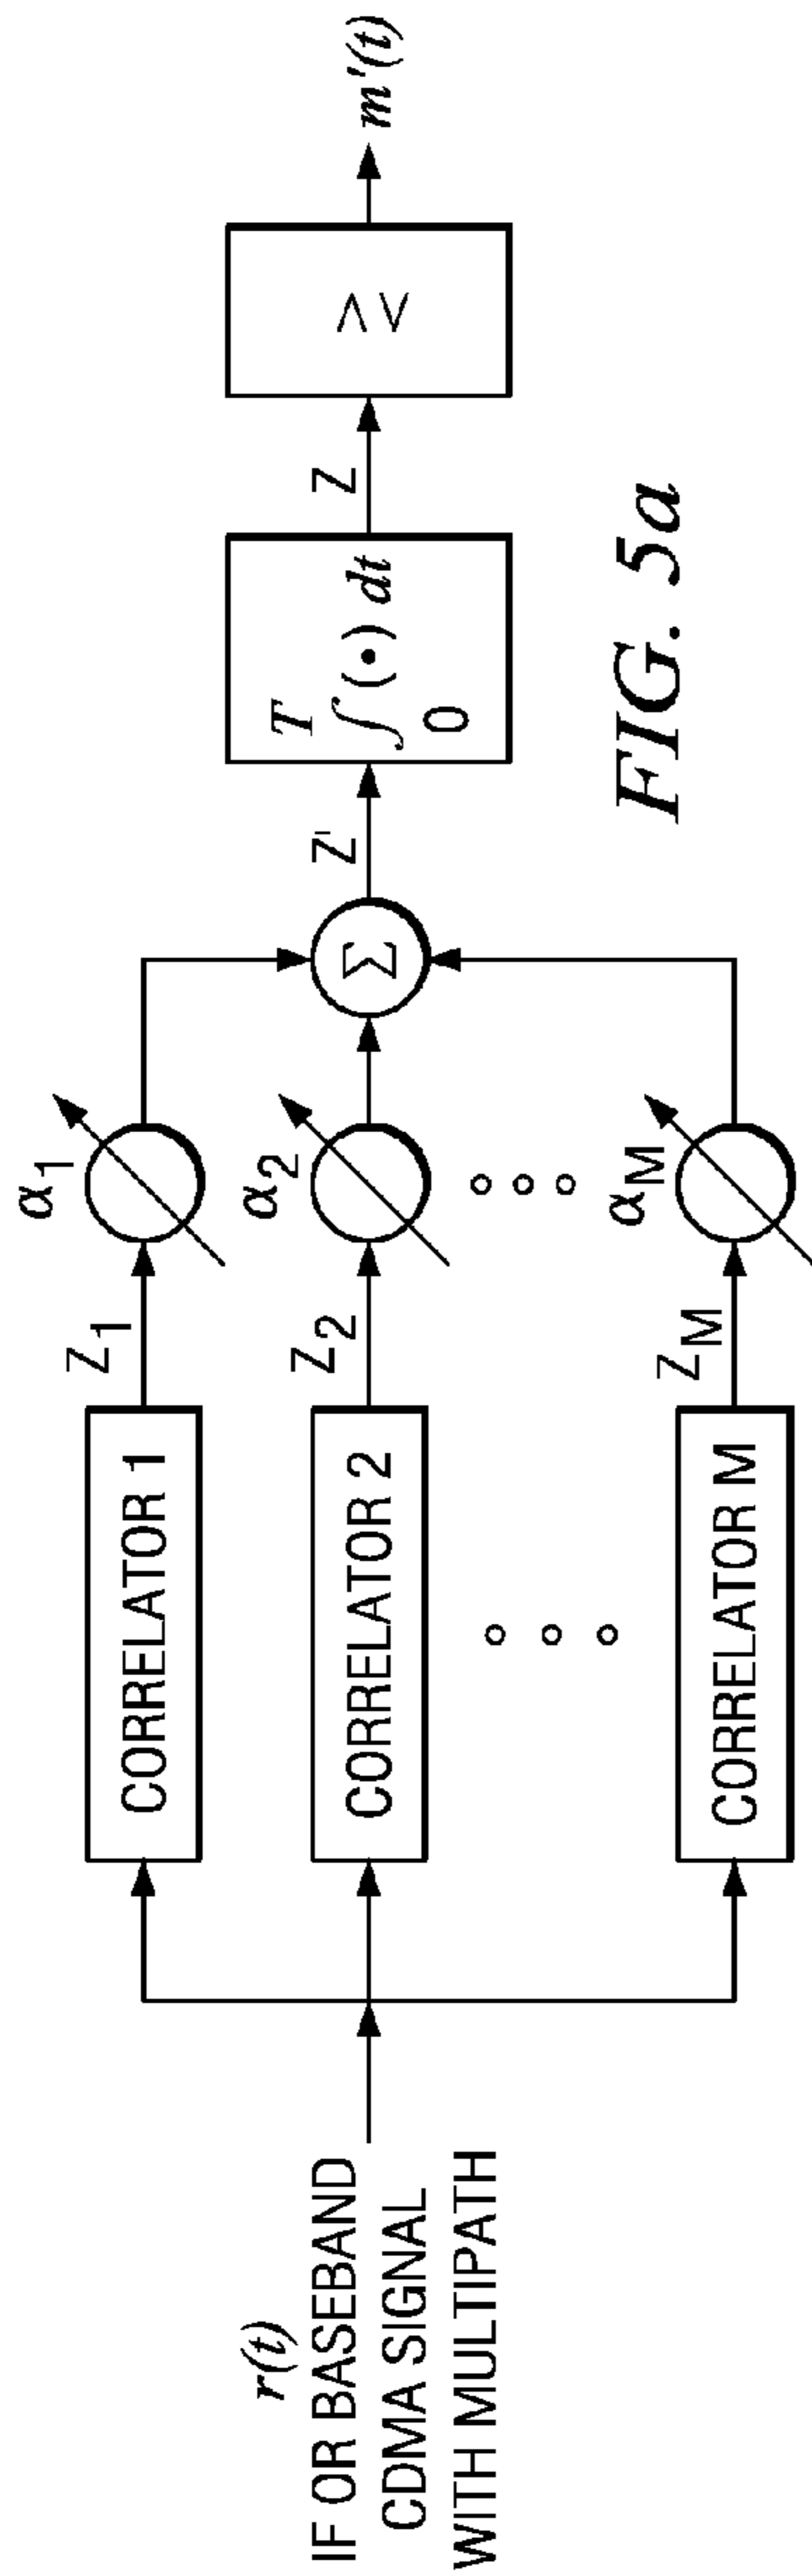 r(t)
IF OR BASEBAND
CDMA SIGNAL
WITH MULTIPATH
CORRELATOR 1
Z1
α1
CORRELATOR 2
Z2
α2
CORRELATOR M
ZM
αM
Σ
Z'
T
∫ (•) dt
0
Z
< >
m'(t)
FIG. 5a